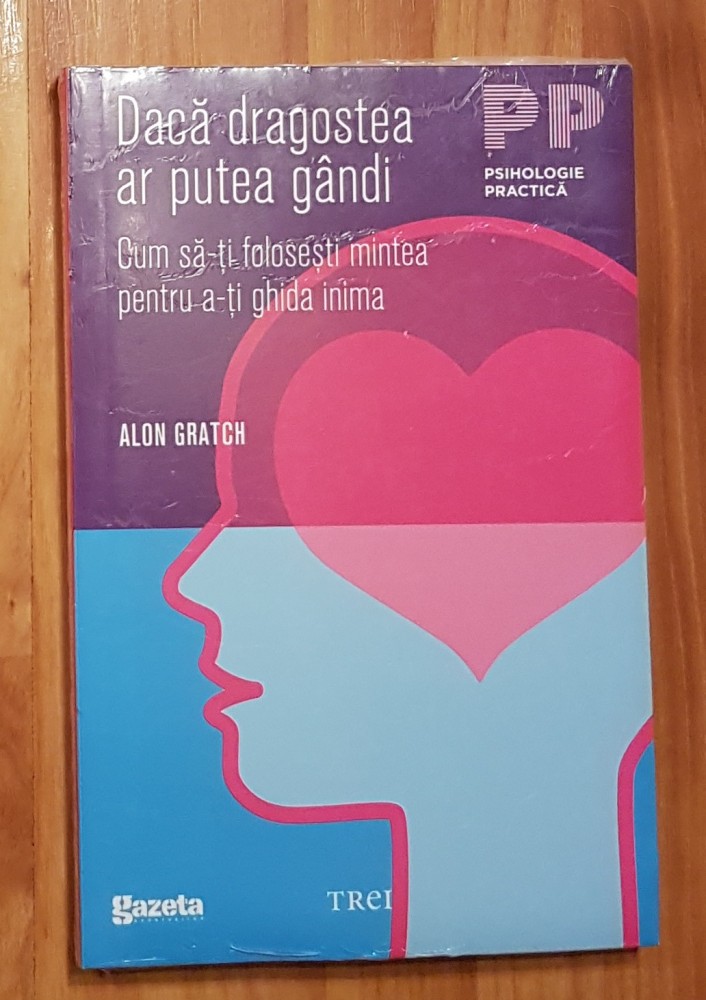 Dacă dragostea
ar putea gândi
PP
PSIHOLOGIE
PRACTICĂ
Cum să-ți folosești mintea
pentru a-ți ghida inima
ALON GRATCH
gazeta
SPORTURILOR
TREI